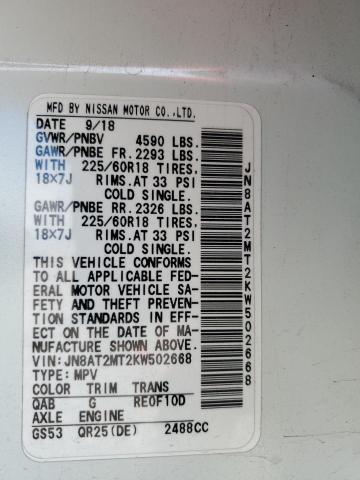 MFD BY NISSAN MOTOR CO.,LTD.
DATE 9/18
GVWR/PNBV 4590 LBS.
GAWR/PNBE FR. 2293 LBS.
WITH 225/60R18 TIRES.
18X7J RIMS.AT 33 PSI
COLD SINGLE.
GAWR/PNBE RR. 2326 LBS.
WITH 225/60R18 TIRES.
18X7J RIMS.AT 33 PSI
COLD SINGLE.
THIS VEHICLE CONFORMS
TO ALL APPLICABLE FED-
ERAL MOTOR VEHICLE SA-
FETY AND THEFT PREVEN-
TION STANDARDS IN EFF-
ECT ON THE DATE OF MA-
NUFACTURE SHOWN ABOVE.
VIN:JN8AT2MT2KW502668
TYPE:MPV
COLOR TRIM TRANS
QAB G RE0F10D
AXLE ENGINE
GS53 QR25(DE) 2488CC
JN8AT2MT2KW502668